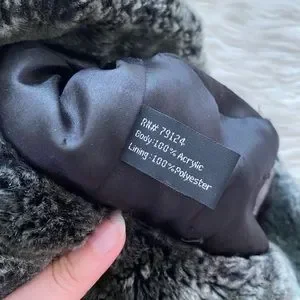 RN# 79124
Body:100% Acrylic
Lining:100% Polyester